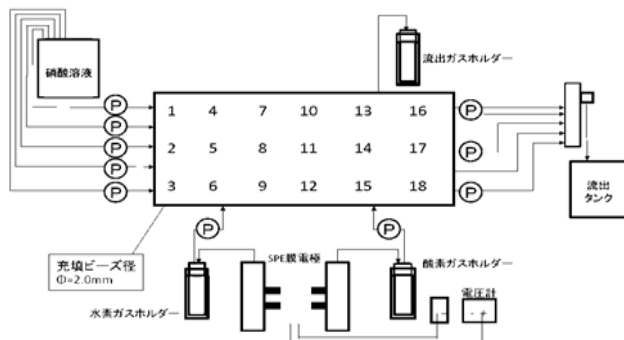 硝酸溶液
流出ガスホルダー
P
P
P
P
P
1 4 7 10 13 16
2 5 8 11 14 17
3 6 9 12 15 18
P
P
P
流出
タンク
P
P
充填ビーズ径
Φ=2.0mm
SPE膜電極
水素ガスホルダー
酸素ガスホルダー
電圧計